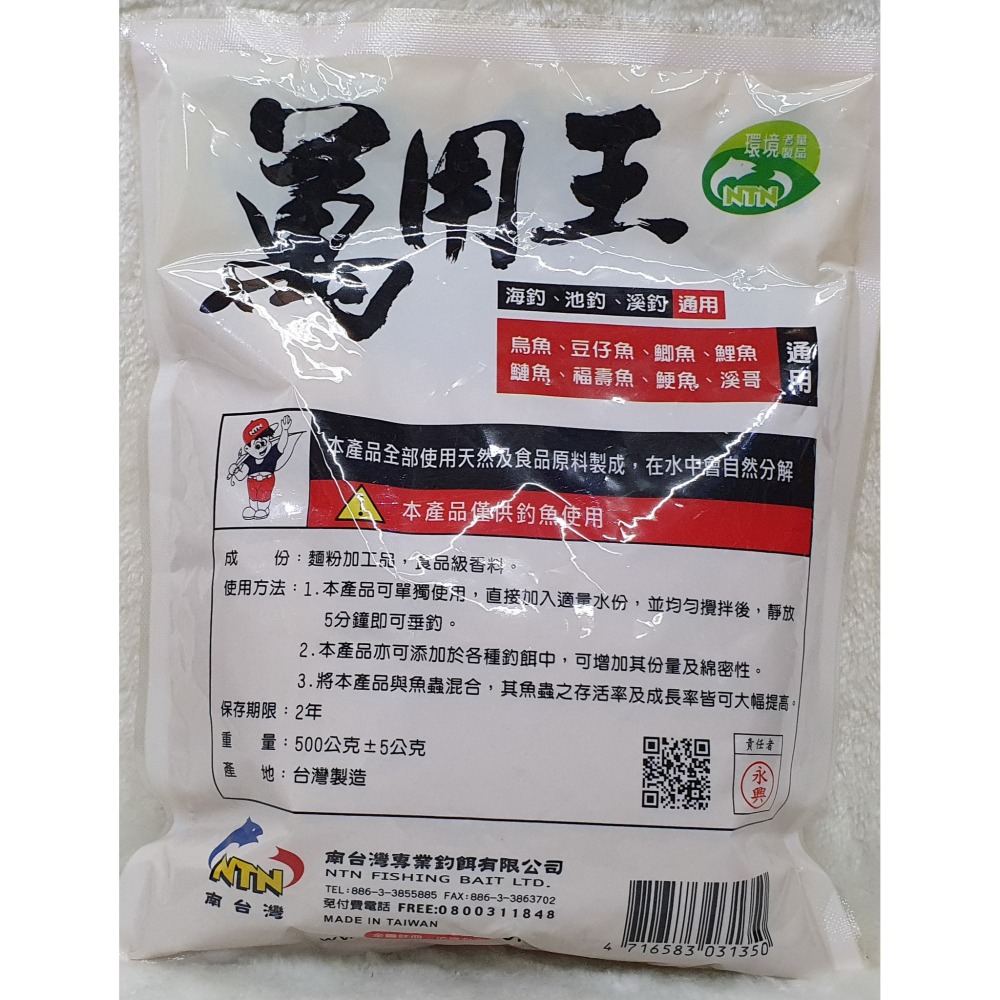 萬用王
環境考量製品
NTN
海釣、池釣、溪釣 通用
烏魚、豆仔魚、鯽魚、鯉魚
鰱魚、福壽魚、鯁魚、溪哥
通用
NTN
本產品全部使用天然及食品原料製成，在水中會自然分解
本產品僅供釣魚使用
成　份：麵粉加工品，食品級香料。
使用方法：1.本產品可單獨使用，直接加入適量水份，並均勻攪拌後，靜放
5分鐘即可垂釣。
2.本產品亦可添加於各種釣餌中，可增加其份量及綿密性。
3.將本產品與魚蟲混合，其魚蟲之存活率及成長率皆可大幅提高。
保存期限：2年
重　量：500公克±5公克
產　地：台灣製造
責任者
永興
NTN
南台灣
南台灣專業釣餌有限公司
NTN FISHING BAIT LTD.
TEL:886-3-3855885 FAX:886-3-3863702
免付費電話 FREE:0800311848
MADE IN TAIWAN
4 716583 031350